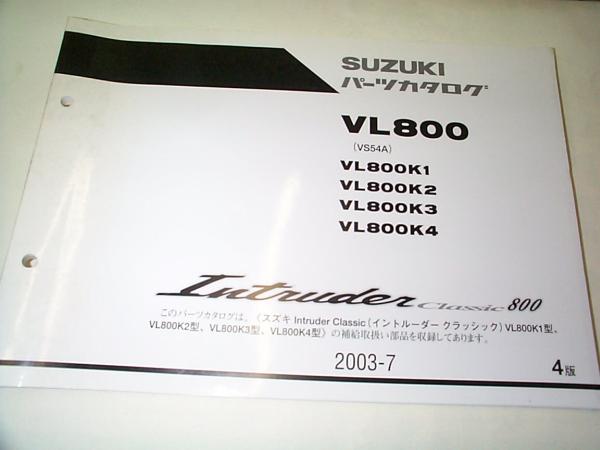 SUZUKI
パーツカタログ
VL800
(VS54A)
VL800K1
VL800K2
VL800K3
VL800K4
Intruder Classic 800
このパーツカタログは、《スズキ Intruder Classic (イントルーダー クラッシック) VL800K1型、
VL800K2型、VL800K3型、VL800K4型》の補給取扱い部品を収録してあります。
2003-7
4版